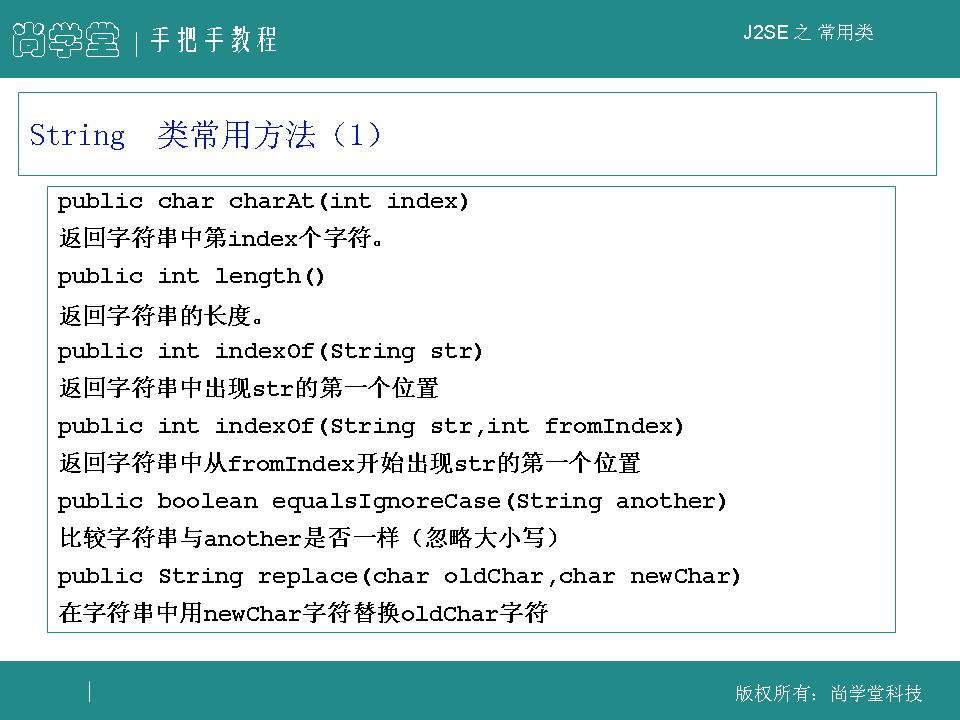 尚学堂 | 手把手教程
J2SE 之 常用类
String 类常用方法（1）
public char charAt(int index)
返回字符串中第index个字符。
public int length()
返回字符串的长度。
public int indexOf(String str)
返回字符串中出现str的第一个位置
public int indexOf(String str,int fromIndex)
返回字符串中从fromIndex开始出现str的第一个位置
public boolean equalsIgnoreCase(String another)
比较字符串与another是否一样（忽略大小写）
public String replace(char oldChar,char newChar)
在字符串中用newChar字符替换oldChar字符
版权所有：尚学堂科技